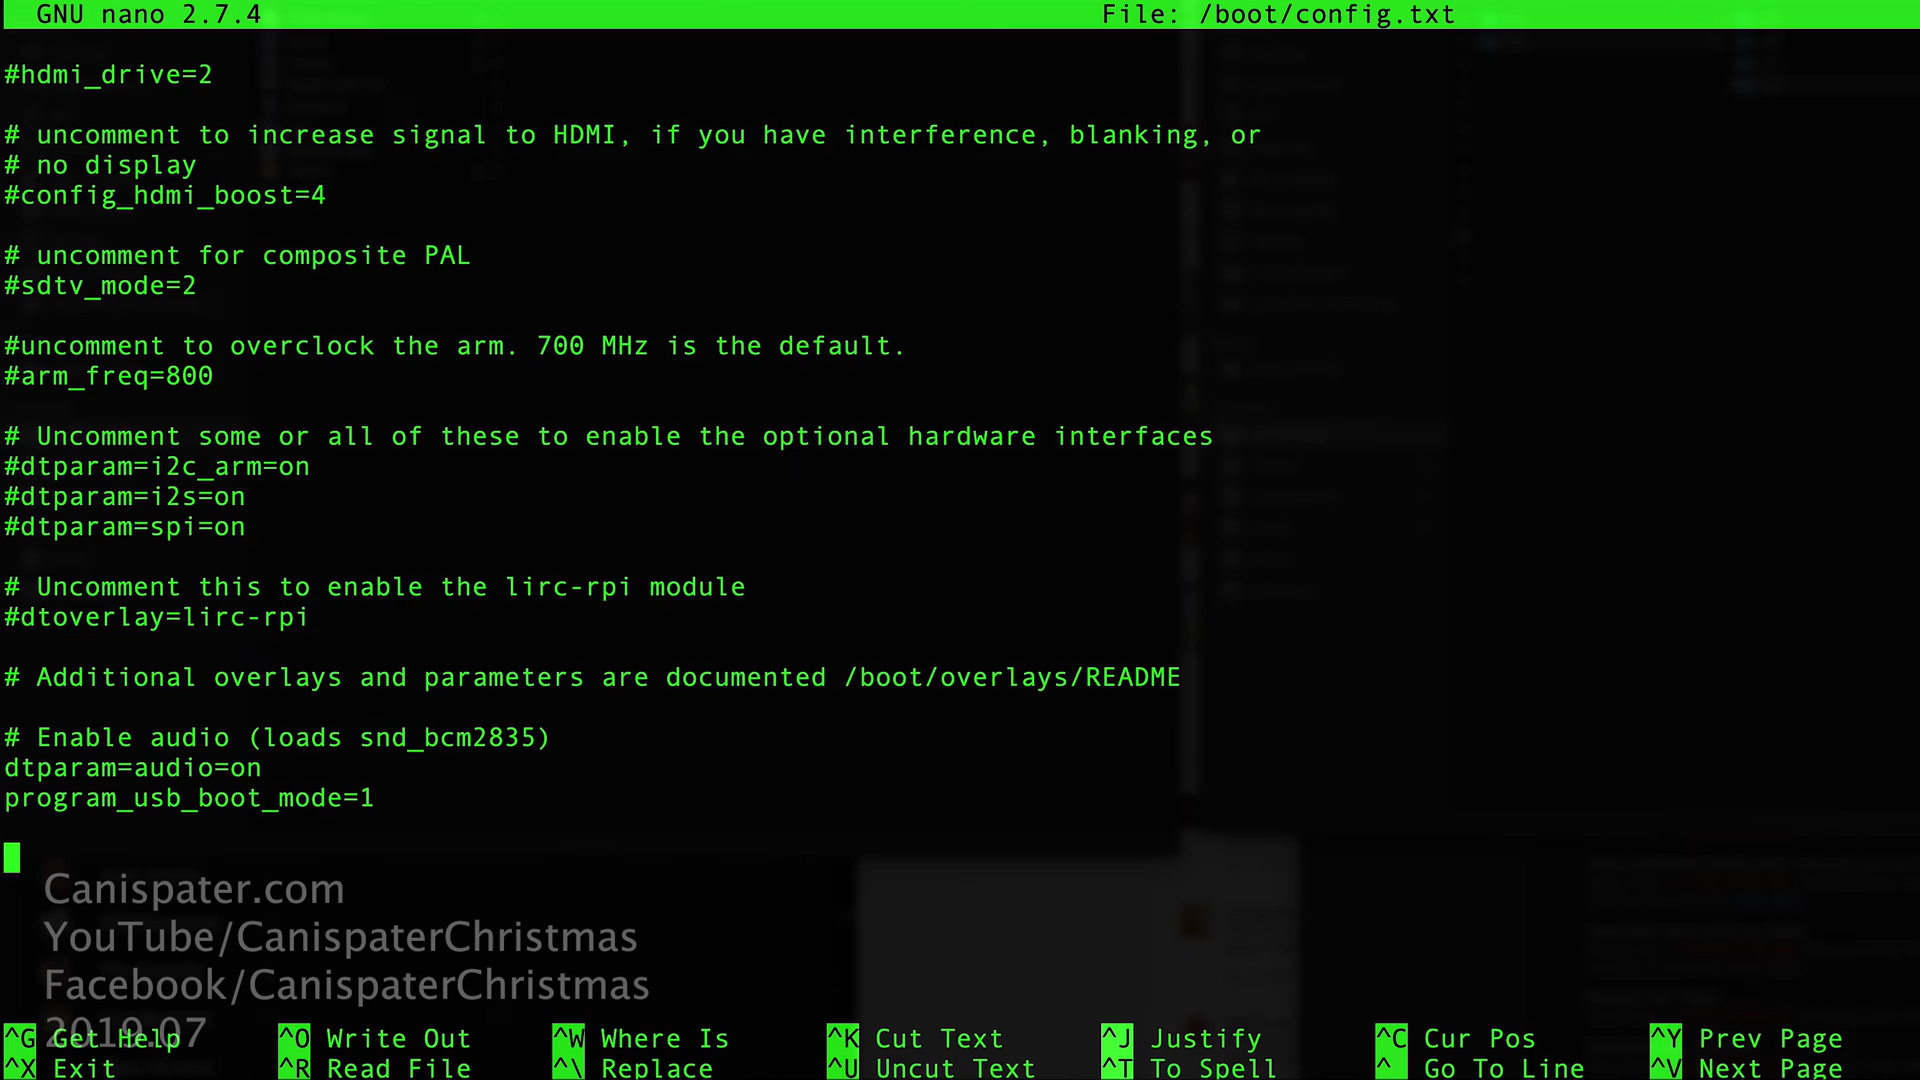 GNU nano 2.7.4 File: /boot/config.txt
#hdmi_drive=2
# uncomment to increase signal to HDMI, if you have interference, blanking, or
# no display
#config_hdmi_boost=4
# uncomment for composite PAL
#sdtv_mode=2
#uncomment to overclock the arm. 700 MHz is the default.
#arm_freq=800
# Uncomment some or all of these to enable the optional hardware interfaces
#dtparam=i2c_arm=on
#dtparam=i2s=on
#dtparam=spi=on
# Uncomment this to enable the lirc-rpi module
#dtoverlay=lirc-rpi
# Additional overlays and parameters are documented /boot/overlays/README
# Enable audio (loads snd_bcm2835)
dtparam=audio=on
program_usb_boot_mode=1
Canispater.com
YouTube/CanispaterChristmas
Facebook/CanispaterChristmas
2019.07
^G Get Help ^O Write Out ^W Where Is ^K Cut Text ^J Justify ^C Cur Pos ^Y Prev Page
^X Exit ^R Read File ^\ Replace ^U Uncut Text ^T To Spell ^ Go To Line ^V Next Page